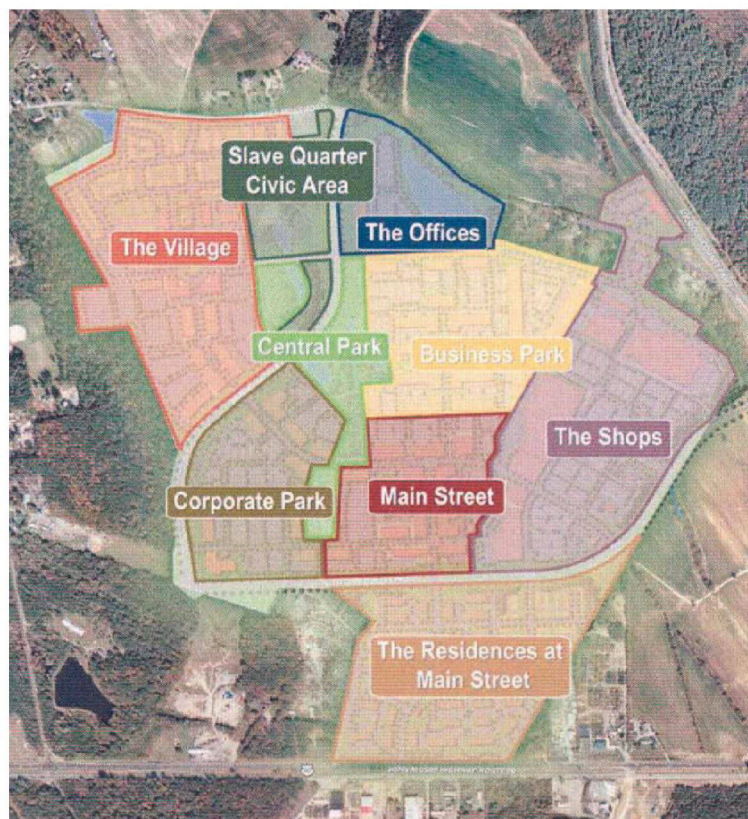 Slave Quarter
Civic Area
The Offices
The Village
Central Park
Business Park
The Shops
Corporate Park
Main Street
The Residences at
Main Street